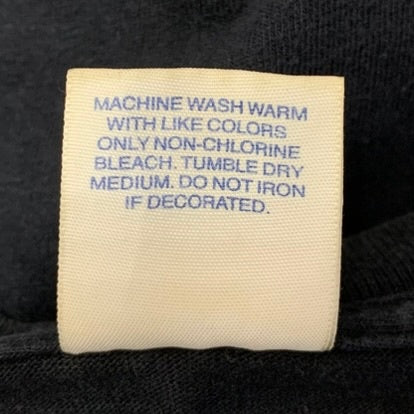 MACHINE WASH WARM
WITH LIKE COLORS
ONLY NON-CHLORINE
BLEACH. TUMBLE DRY
MEDIUM. DO NOT IRON
IF DECORATED.